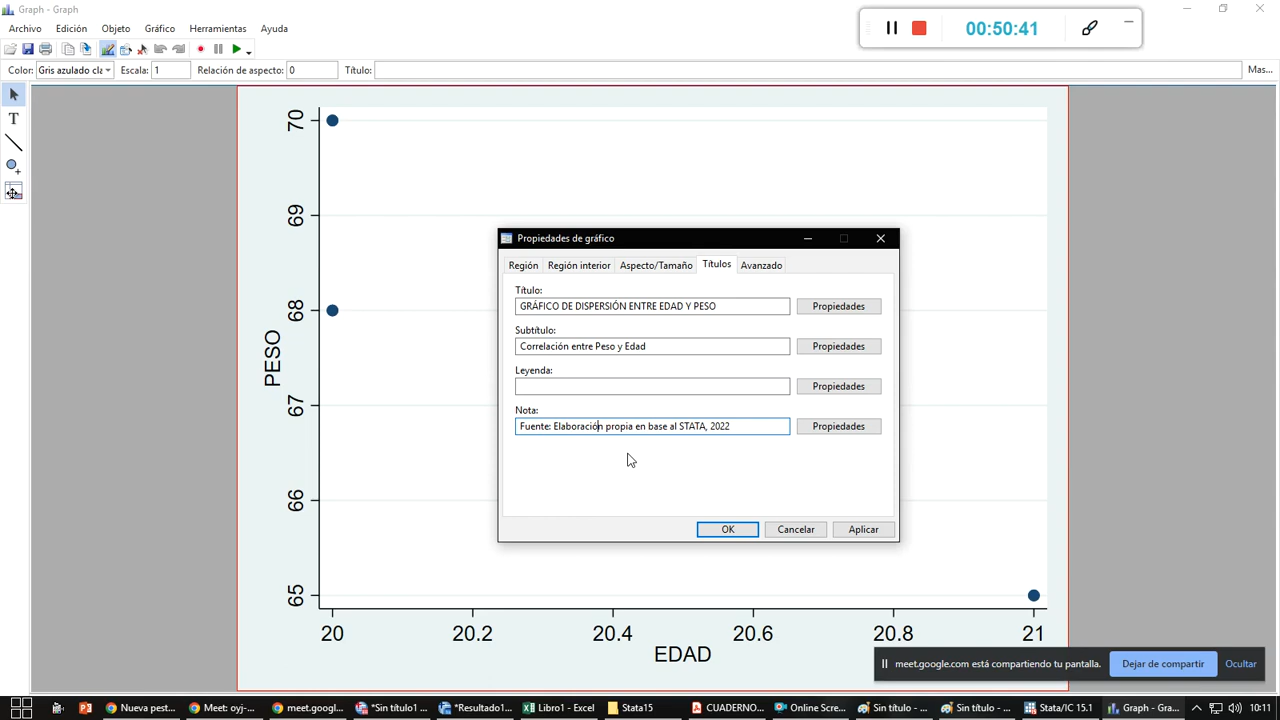 Graph - Graph
Archivo Edición Objeto Gráfico Herramientas Ayuda
00:50:41
Color: Gris azulado cla Escala: 1 Relación de aspecto: 0 Título: Mas...
T
70
69
68
67
66
65
PESO
20 20.2 20.4 20.6 20.8 21
EDAD
Propiedades de gráfico
Región Región interior Aspecto/Tamaño Títulos Avanzado
Título:
GRÁFICO DE DISPERSIÓN ENTRE EDAD Y PESO Propiedades
Subtítulo:
Correlación entre Peso y Edad Propiedades
Leyenda:
Propiedades
Nota:
Fuente: Elaboración propia en base al STATA, 2022 Propiedades
OK Cancelar Aplicar
meet.google.com está compartiendo tu pantalla. Dejar de compartir Ocultar
Nueva pest... Meet: oyj-... meet.googl... *Sin título1 ... *Resultado1... Libro1 - Excel Stata15 CUADERNO... Online Scre... Sin título - ... Sin título - ... Stata/IC 15.1 Graph - Gra... 10:11